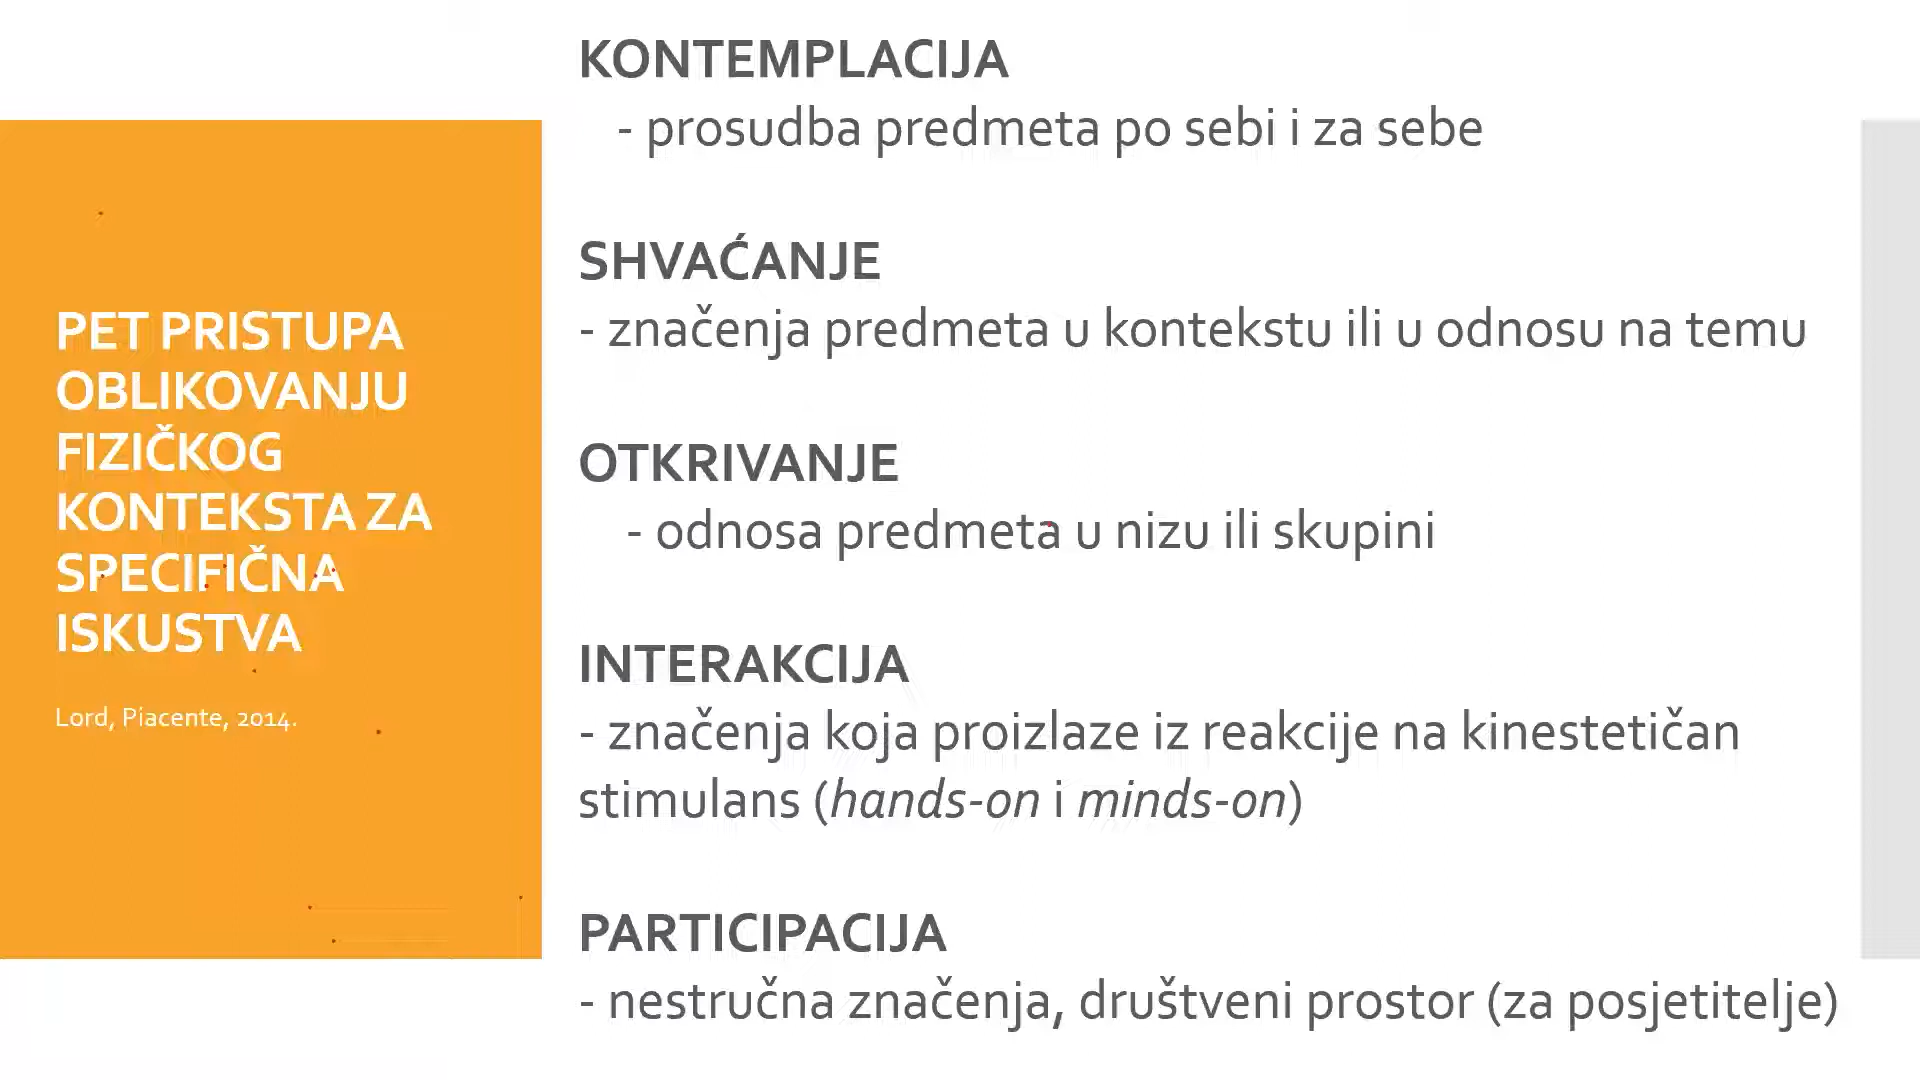 PET PRISTUPA
OBLIKOVANJU
FIZIČKOG
KONTEKSTA ZA
SPECIFIČNA
ISKUSTVA
Lord, Piacente, 2014.
KONTEMPLACIJA
- prosudba predmeta po sebi i za sebe
SHVAĆANJE
- značenja predmeta u kontekstu ili u odnosu na temu
OTKRIVANJE
- odnosa predmeta u nizu ili skupini
INTERAKCIJA
- značenja koja proizlaze iz reakcije na kinestetičan
stimulans (hands-on i minds-on)
PARTICIPACIJA
- nestručna značenja, društveni prostor (za posjetitelje)